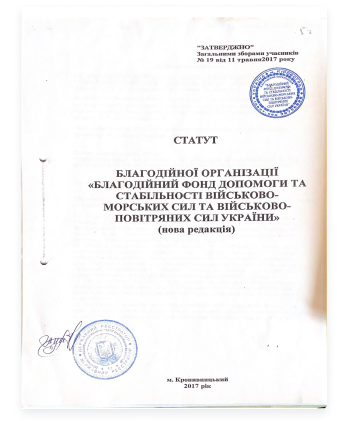 "ЗАТВЕРДЖНО"
Загальними зборами учасників
№ 19 від 11 травня2017 року
СТАТУТ
БЛАГОДІЙНОЇ ОРГАНІЗАЦІЇ
«БЛАГОДІЙНИЙ ФОНД ДОПОМОГИ ТА
СТАБІЛЬНОСТІ ВІЙСЬКОВО-
МОРСЬКИХ СИЛ ТА ВІЙСЬКОВО-
ПОВІТРЯНИХ СИЛ УКРАЇНИ»
(нова редакція)
м. Кропивницький
2017 рік